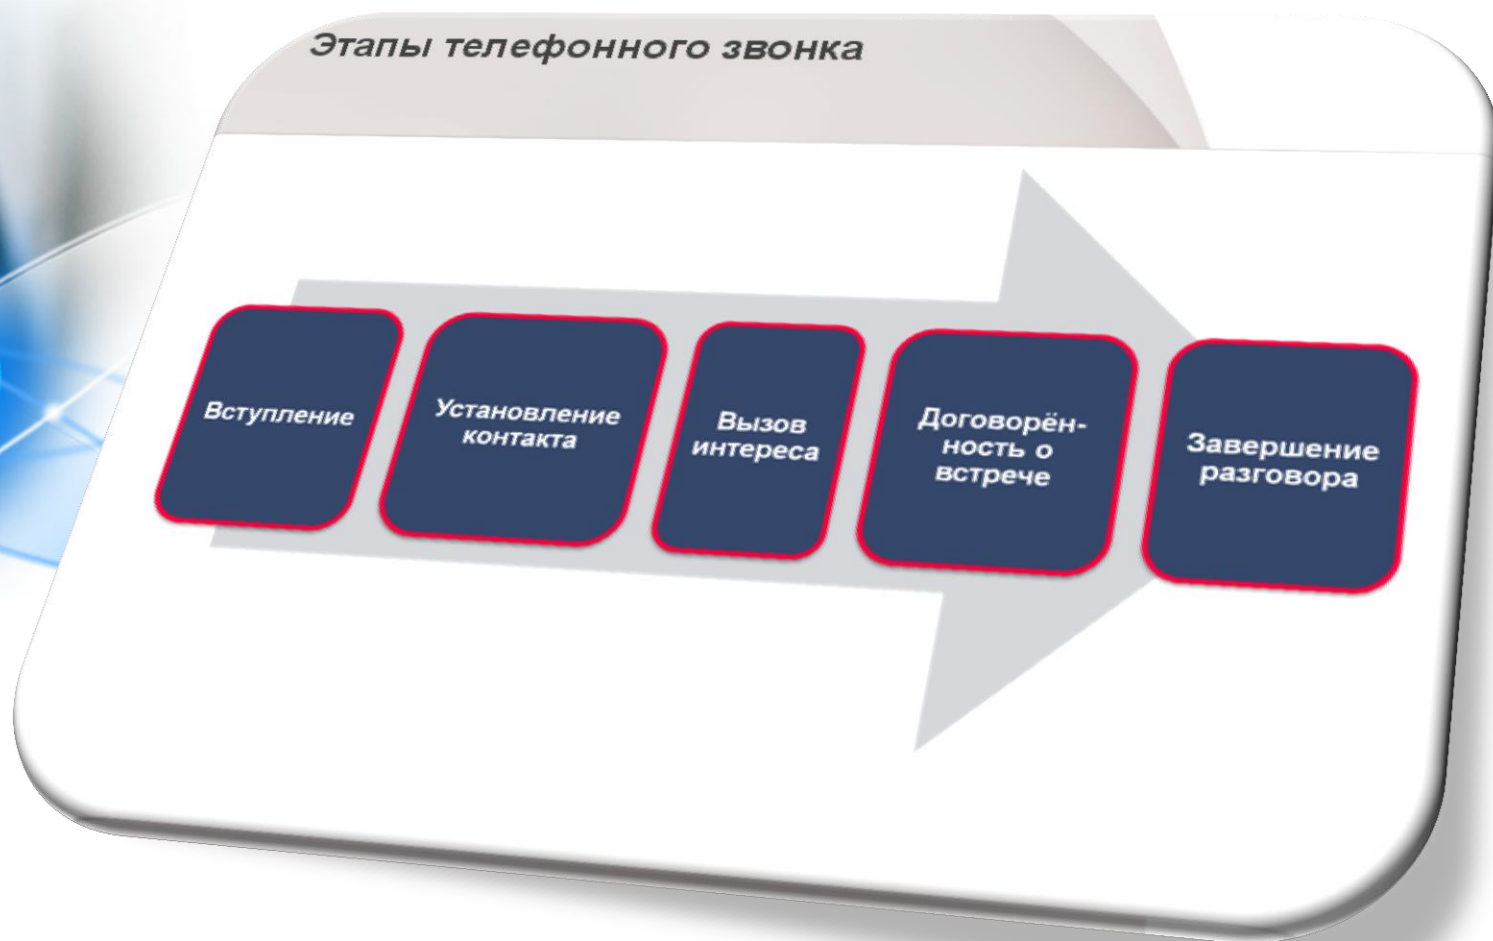 Этапы телефонного звонка
Вступление
Установление
контакта
Вызов
интереса
Договорён-
ность о
встрече
Завершение
разговора